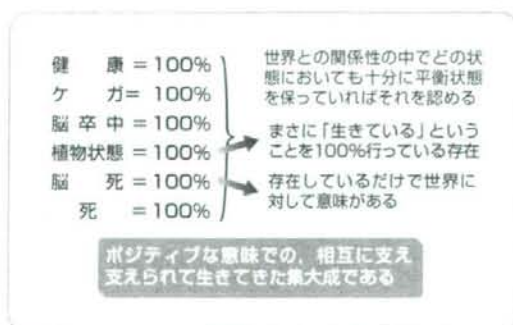 健　　康 = 100%
ケ　　ガ= 100%
脳 卒 中 = 100%
植物状態 = 100%
脳　　死 = 100%
死　 = 100%
世界との関係性の中でどの状
態においても十分に平衡状態
を保っていればそれを認める
まさに「生きている」という
ことを100%行っている存在
存在しているだけで世界に
対して意味がある
ポジティブな意味での，相互に支え
支えられて生きてきた集大成である